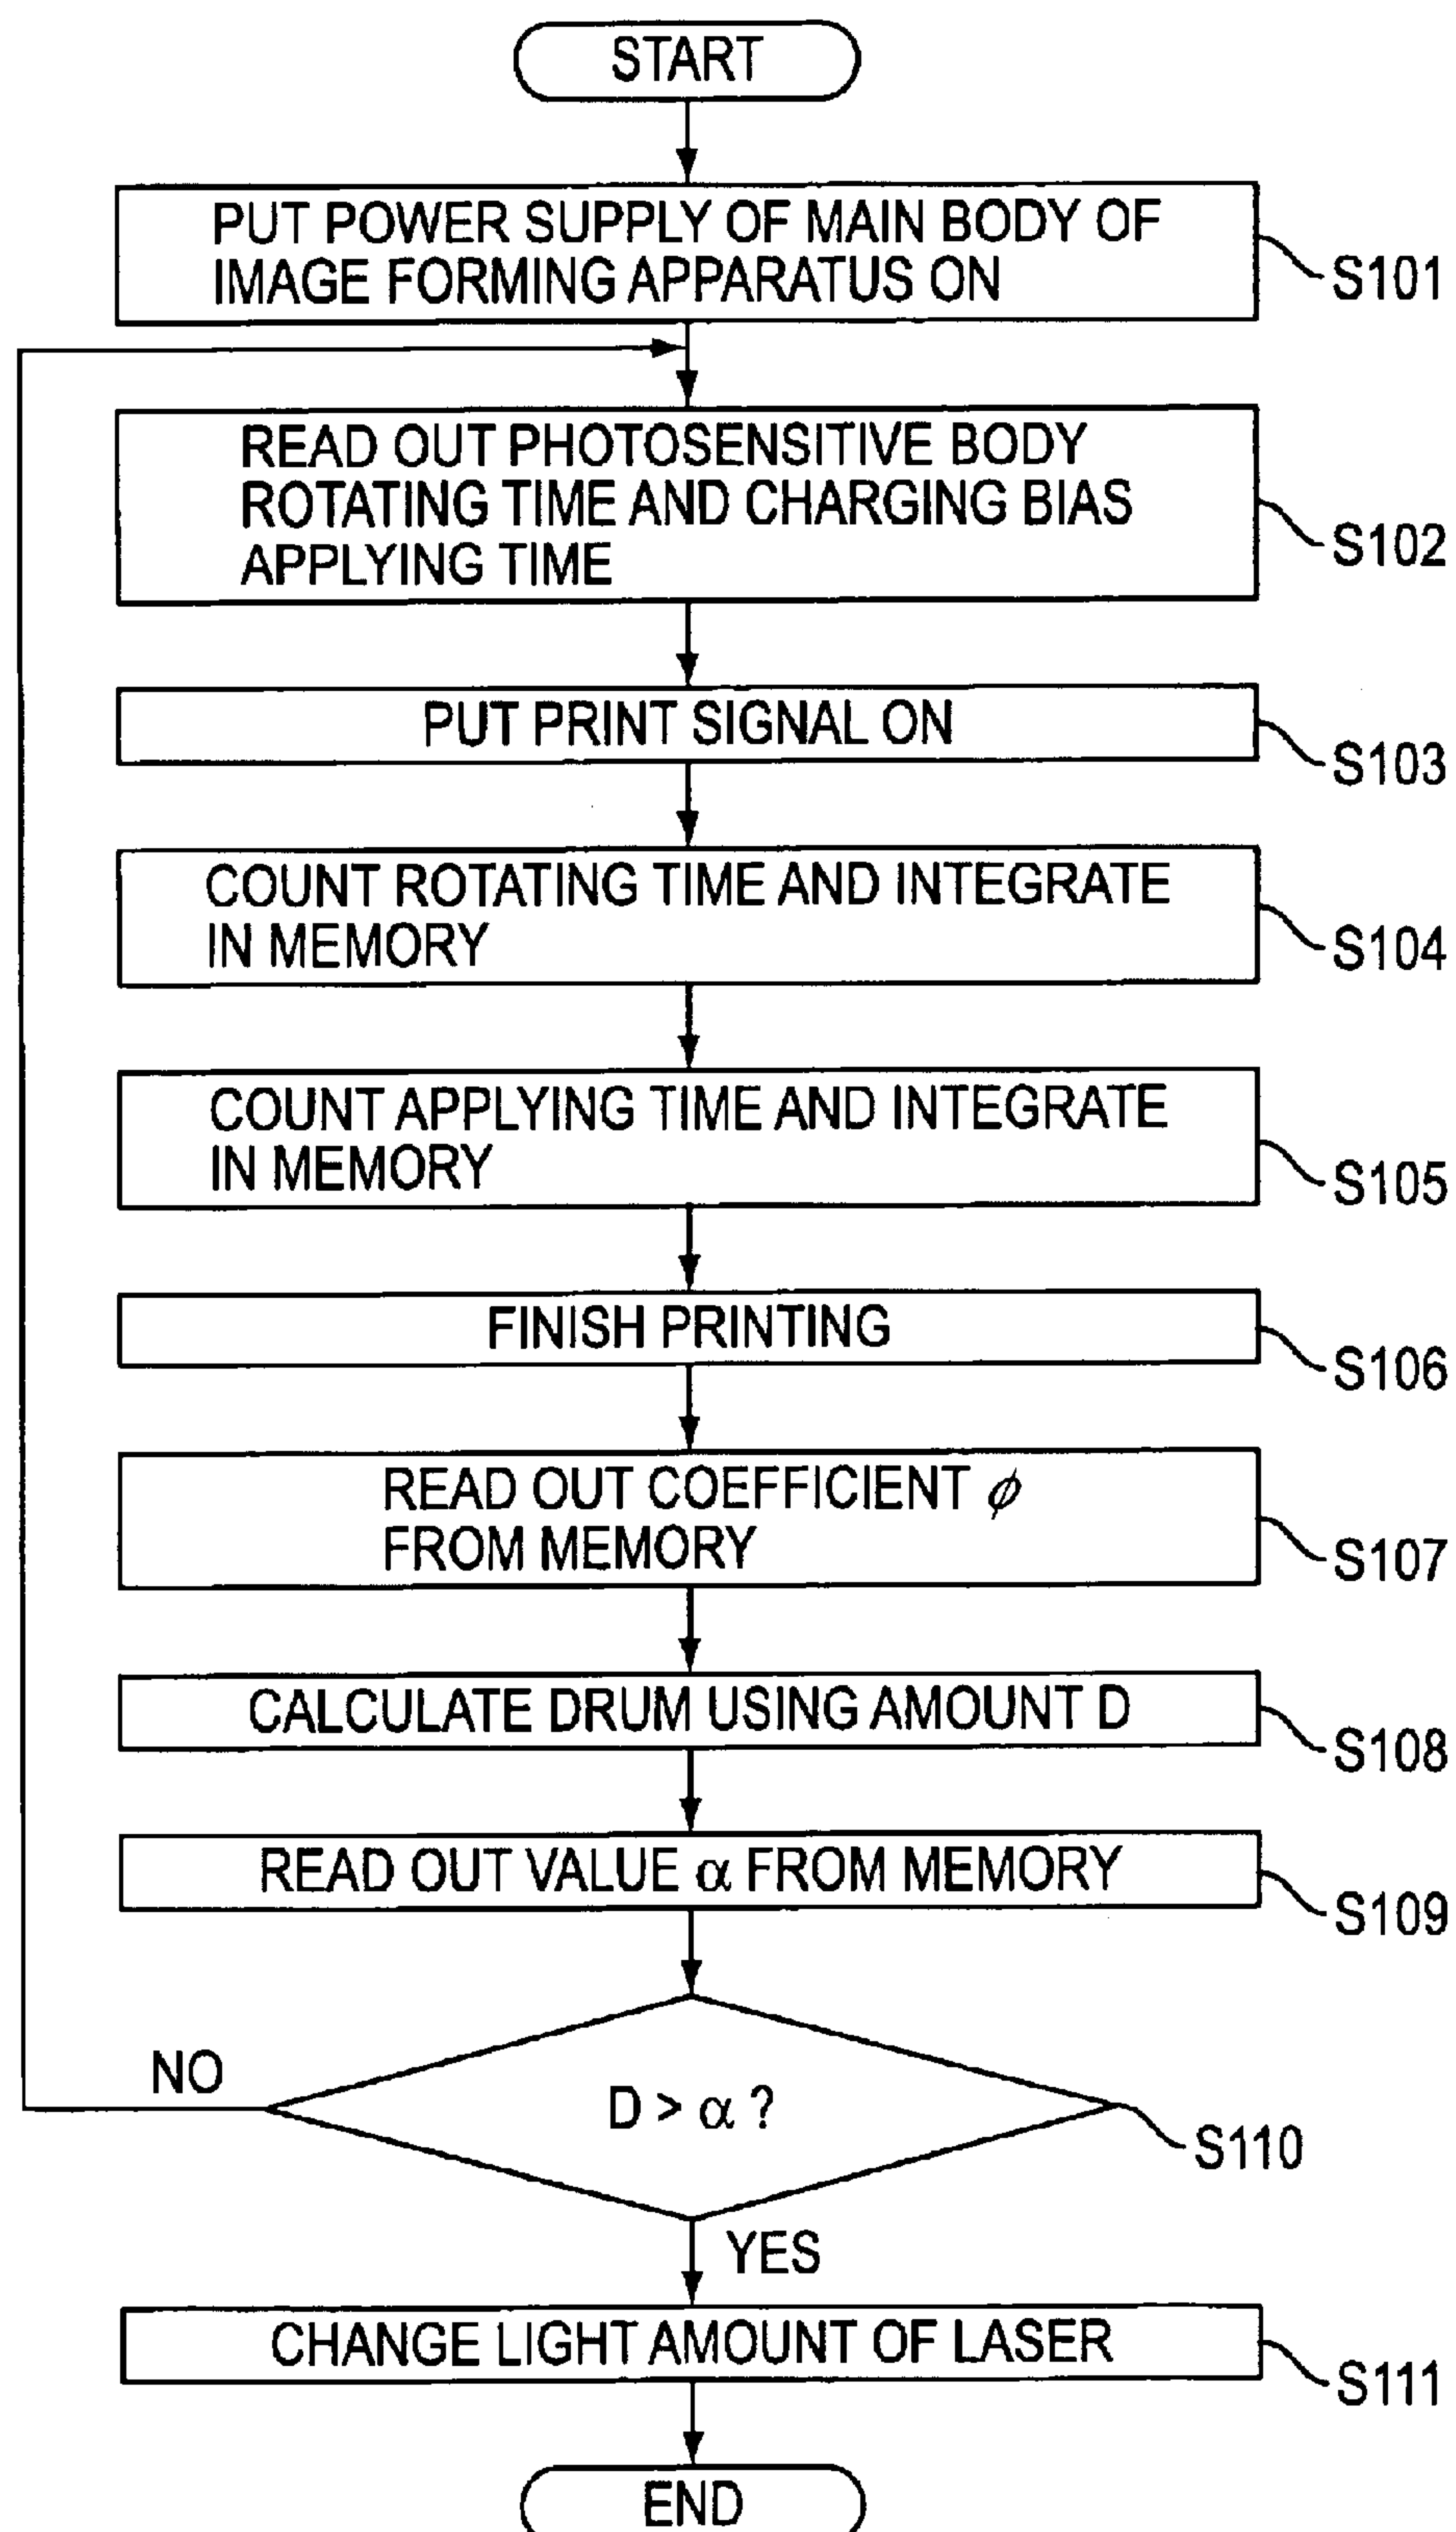 START
PUT POWER SUPPLY OF MAIN BODY OF
IMAGE FORMING APPARATUS ON
S101
READ OUT PHOTOSENSITIVE BODY
ROTATING TIME AND CHARGING BIAS
APPLYING TIME
S102
PUT PRINT SIGNAL ON
S103
COUNT ROTATING TIME AND INTEGRATE
IN MEMORY
S104
COUNT APPLYING TIME AND INTEGRATE
IN MEMORY
S105
FINISH PRINTING
S106
READ OUT COEFFICIENT ϕ
FROM MEMORY
S107
CALCULATE DRUM USING AMOUNT D
S108
READ OUT VALUE α FROM MEMORY
S109
NO
D > α ?
S110
YES
CHANGE LIGHT AMOUNT OF LASER
S111
END